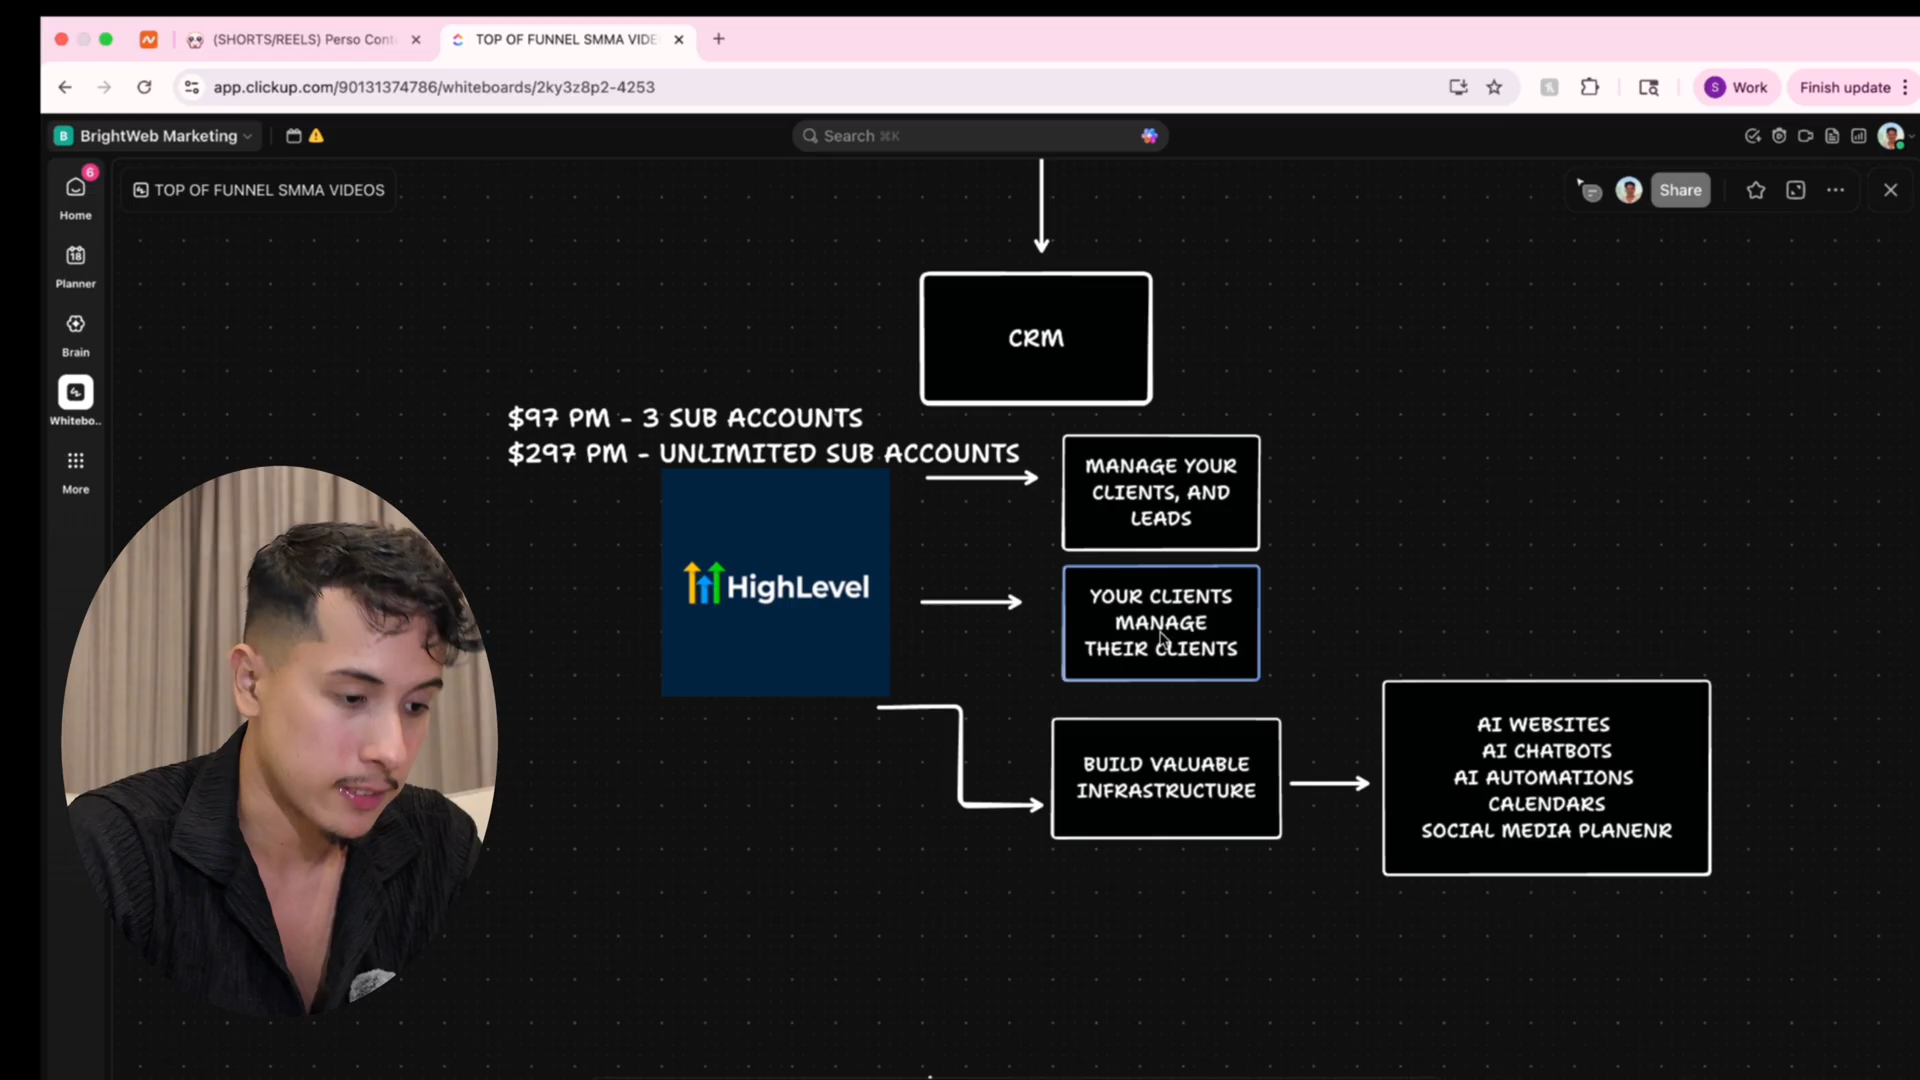 (SHORTS/REELS) Perso Cont
TOP OF FUNNEL SMMA VIDE
app.clickup.com/90131374786/whiteboards/2ky3z8p2-4253
S Work
Finish update
B BrightWeb Marketing
Search ⌘K
6
Home
18
Planner
Brain
Whitebo..
More
TOP OF FUNNEL SMMA VIDEOS
Share
CRM
$97 PM - 3 SUB ACCOUNTS
$297 PM - UNLIMITED SUB ACCOUNTS
HighLevel
MANAGE YOUR
CLIENTS, AND
LEADS
YOUR CLIENTS
MANAGE
THEIR CLIENTS
BUILD VALUABLE
INFRASTRUCTURE
AI WEBSITES
AI CHATBOTS
AI AUTOMATIONS
CALENDARS
SOCIAL MEDIA PLANENR